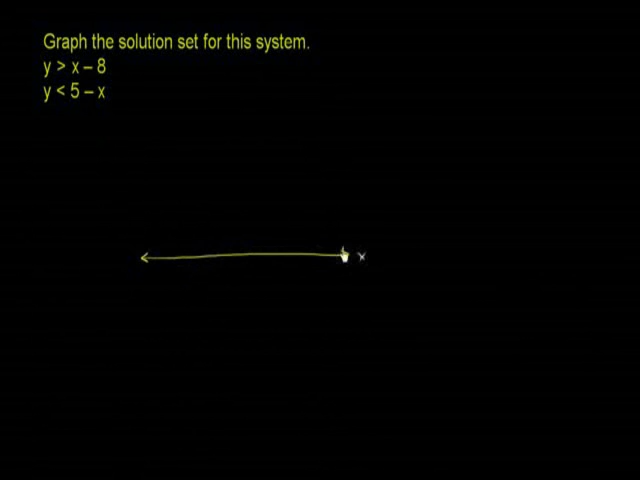 Graph the solution set for this system.
y > x – 8
y < 5 – x
x